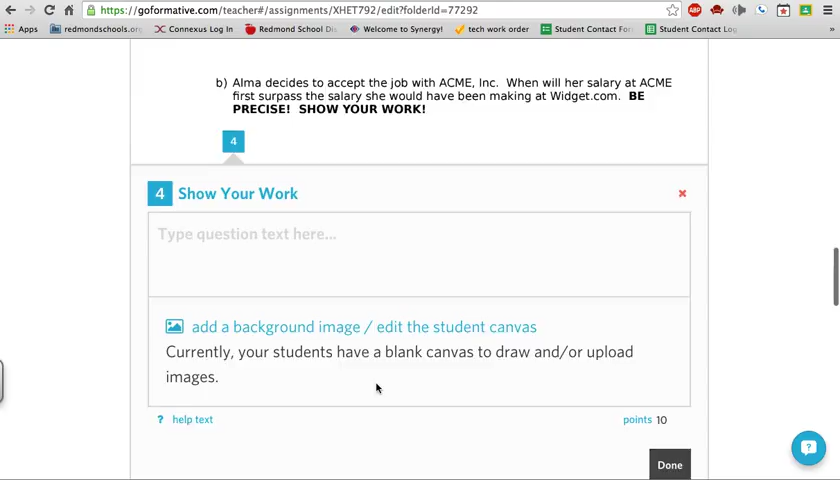 https://goformative.com/teacher#/assignments/XHET792/edit?folderId=77292
Apps redmondschools.org Connexus Log In Redmond School Dis Welcome to Synergy! tech work order Student Contact For Student Contact Log
b) Alma decides to accept the job with ACME, Inc. When will her salary at ACME
first surpass the salary she would have been making at Widget.com. BE
PRECISE! SHOW YOUR WORK!
4
4 Show Your Work
Type question text here...
add a background image / edit the student canvas
Currently, your students have a blank canvas to draw and/or upload
images.
? help text points 10
Done